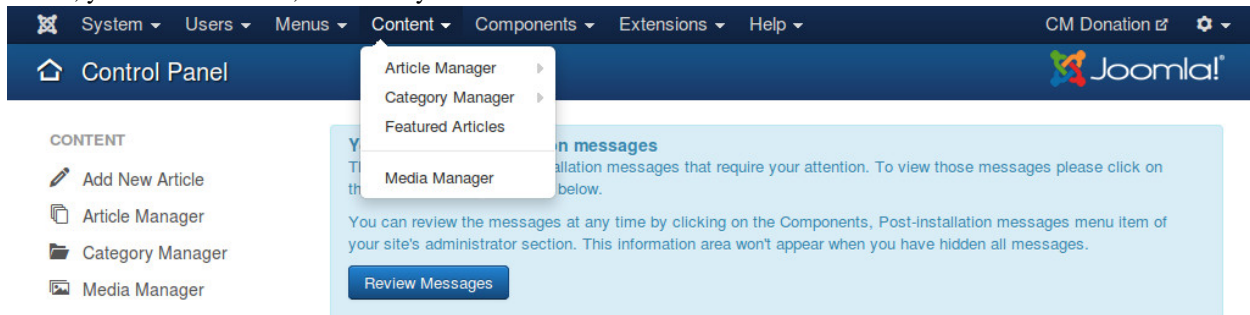 System Users Menus Content Components Extensions Help CM Donation
Control Panel
Joomla!
Article Manager
Category Manager
Featured Articles
Media Manager
CONTENT
Add New Article
Article Manager
Category Manager
Media Manager
messages
installation messages that require your attention. To view those messages please click on
below.
You can review the messages at any time by clicking on the Components, Post-installation messages menu item of
your site's administrator section. This information area won't appear when you have hidden all messages.
Review Messages